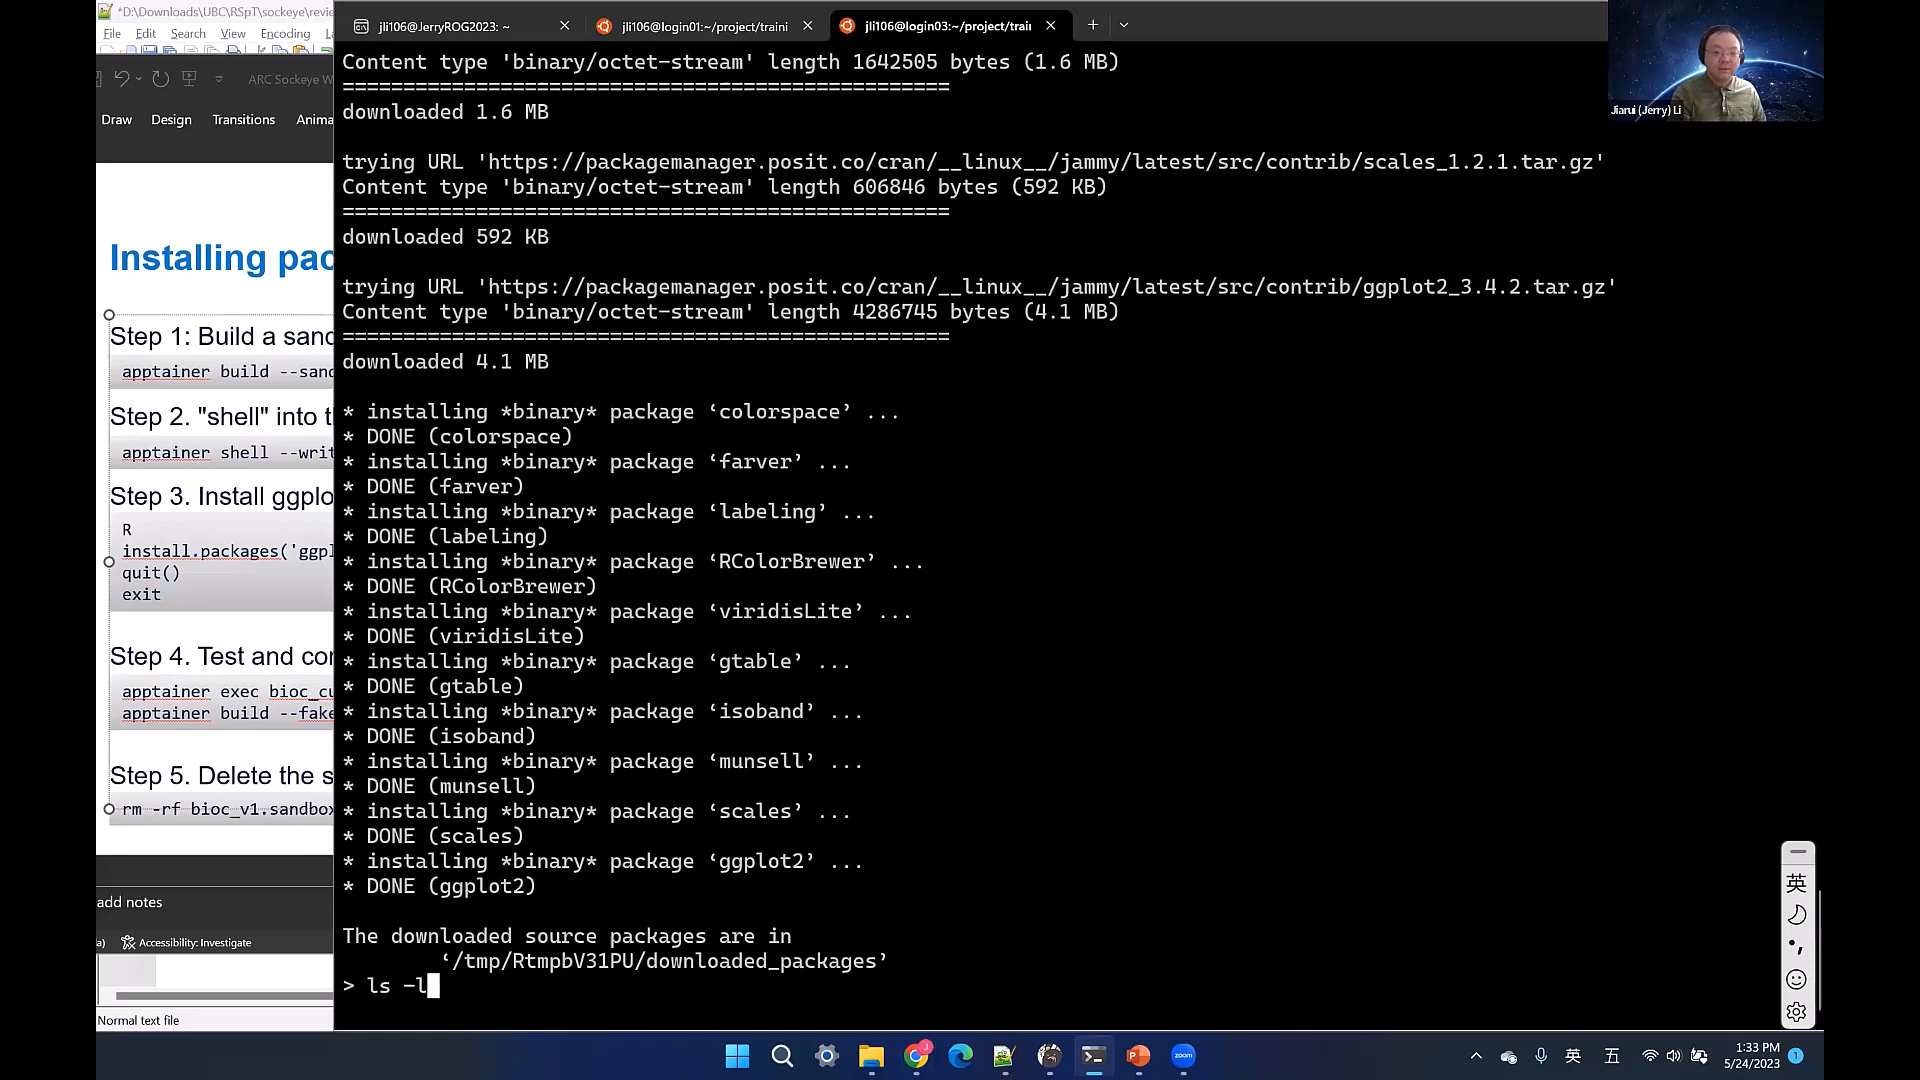 *D:\Downloads\UBC\RSpT\sockeye\revie
File Edit Search View Encoding La
ARC Sockeye W
Draw Design Transitions Anima
Installing pac
Step 1: Build a sand
apptainer build --sand
Step 2. "shell" into t
apptainer shell --writ
Step 3. Install ggplo
R
install.packages('ggpl
quit()
exit
Step 4. Test and cor
apptainer exec bioc_cu
apptainer build --fake
Step 5. Delete the s
rm -rf bioc_v1.sandbox
add notes
a) Accessibility: Investigate
Normal text file
jli106@JerryROG2023: ~
jli106@login01:~/project/traini
jli106@login03:~/project/train
Content type 'binary/octet-stream' length 1642505 bytes (1.6 MB)
==================================================
downloaded 1.6 MB
trying URL 'https://packagemanager.posit.co/cran/__linux__/jammy/latest/src/contrib/scales_1.2.1.tar.gz'
Content type 'binary/octet-stream' length 606846 bytes (592 KB)
==================================================
downloaded 592 KB
trying URL 'https://packagemanager.posit.co/cran/__linux__/jammy/latest/src/contrib/ggplot2_3.4.2.tar.gz'
Content type 'binary/octet-stream' length 4286745 bytes (4.1 MB)
==================================================
downloaded 4.1 MB
* installing *binary* package ‘colorspace’ ...
* DONE (colorspace)
* installing *binary* package ‘farver’ ...
* DONE (farver)
* installing *binary* package ‘labeling’ ...
* DONE (labeling)
* installing *binary* package ‘RColorBrewer’ ...
* DONE (RColorBrewer)
* installing *binary* package ‘viridisLite’ ...
* DONE (viridisLite)
* installing *binary* package ‘gtable’ ...
* DONE (gtable)
* installing *binary* package ‘isoband’ ...
* DONE (isoband)
* installing *binary* package ‘munsell’ ...
* DONE (munsell)
* installing *binary* package ‘scales’ ...
* DONE (scales)
* installing *binary* package ‘ggplot2’ ...
* DONE (ggplot2)
The downloaded source packages are in
‘/tmp/RtmpbV31PU/downloaded_packages’
> ls -l
Jiarui (Jerry) Li
英
zoom
英 五
1:33 PM
5/24/2023
1